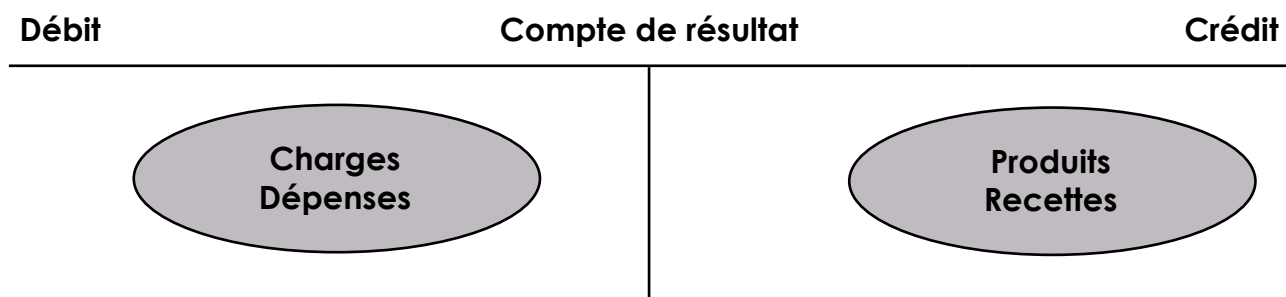 Débit Compte de résultat Crédit
Charges
Dépenses
Produits
Recettes